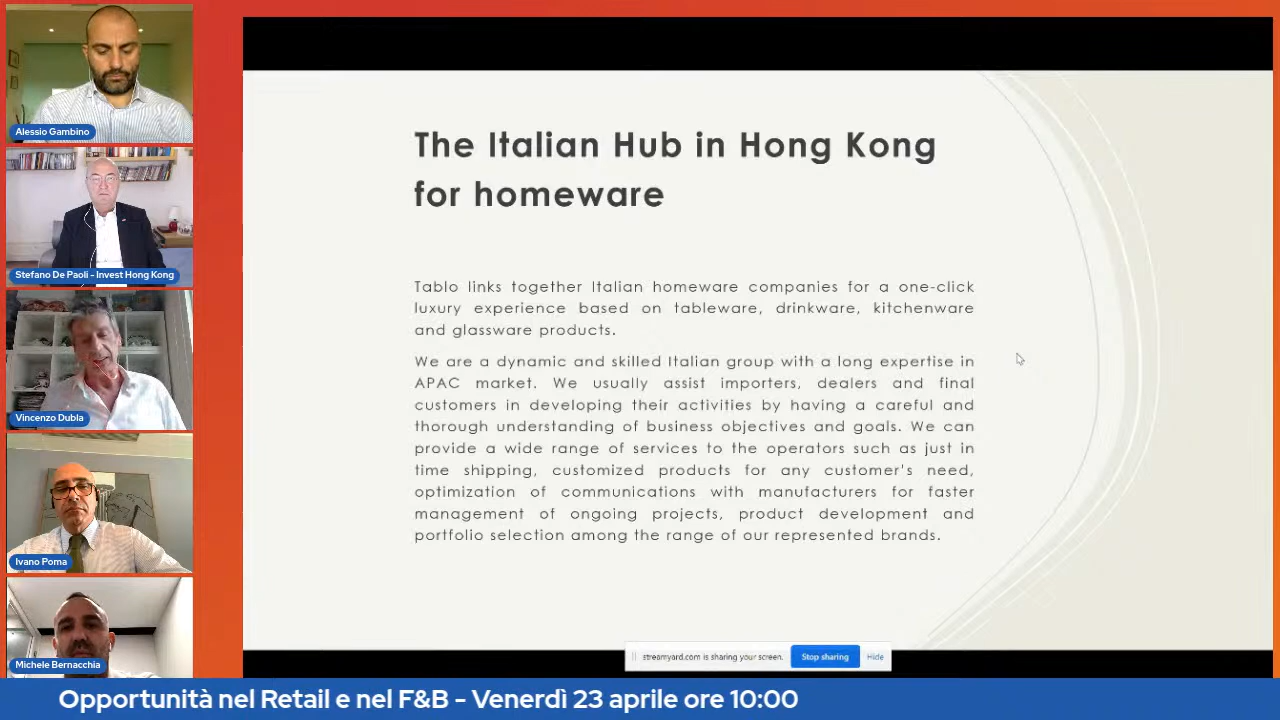 Alessio Gambino
Stefano De Paoli - Invest Hong Kong
Vincenzo Dubla
Ivano Poma
Michele Bernacchia
The Italian Hub in Hong Kong
for homeware
Tablo links together Italian homeware companies for a one-click
luxury experience based on tableware, drinkware, kitchenware
and glassware products.
We are a dynamic and skilled Italian group with a long expertise in
APAC market. We usually assist importers, dealers and final
customers in developing their activities by having a careful and
thorough understanding of business objectives and goals. We can
provide a wide range of services to the operators such as just in
time shipping, customized products for any customer's need,
optimization of communications with manufacturers for faster
management of ongoing projects, product development and
portfolio selection among the range of our represented brands.
streamyard.com is sharing your screen. Stop sharing Hide
Opportunità nel Retail e nel F&B - Venerdì 23 aprile ore 10:00